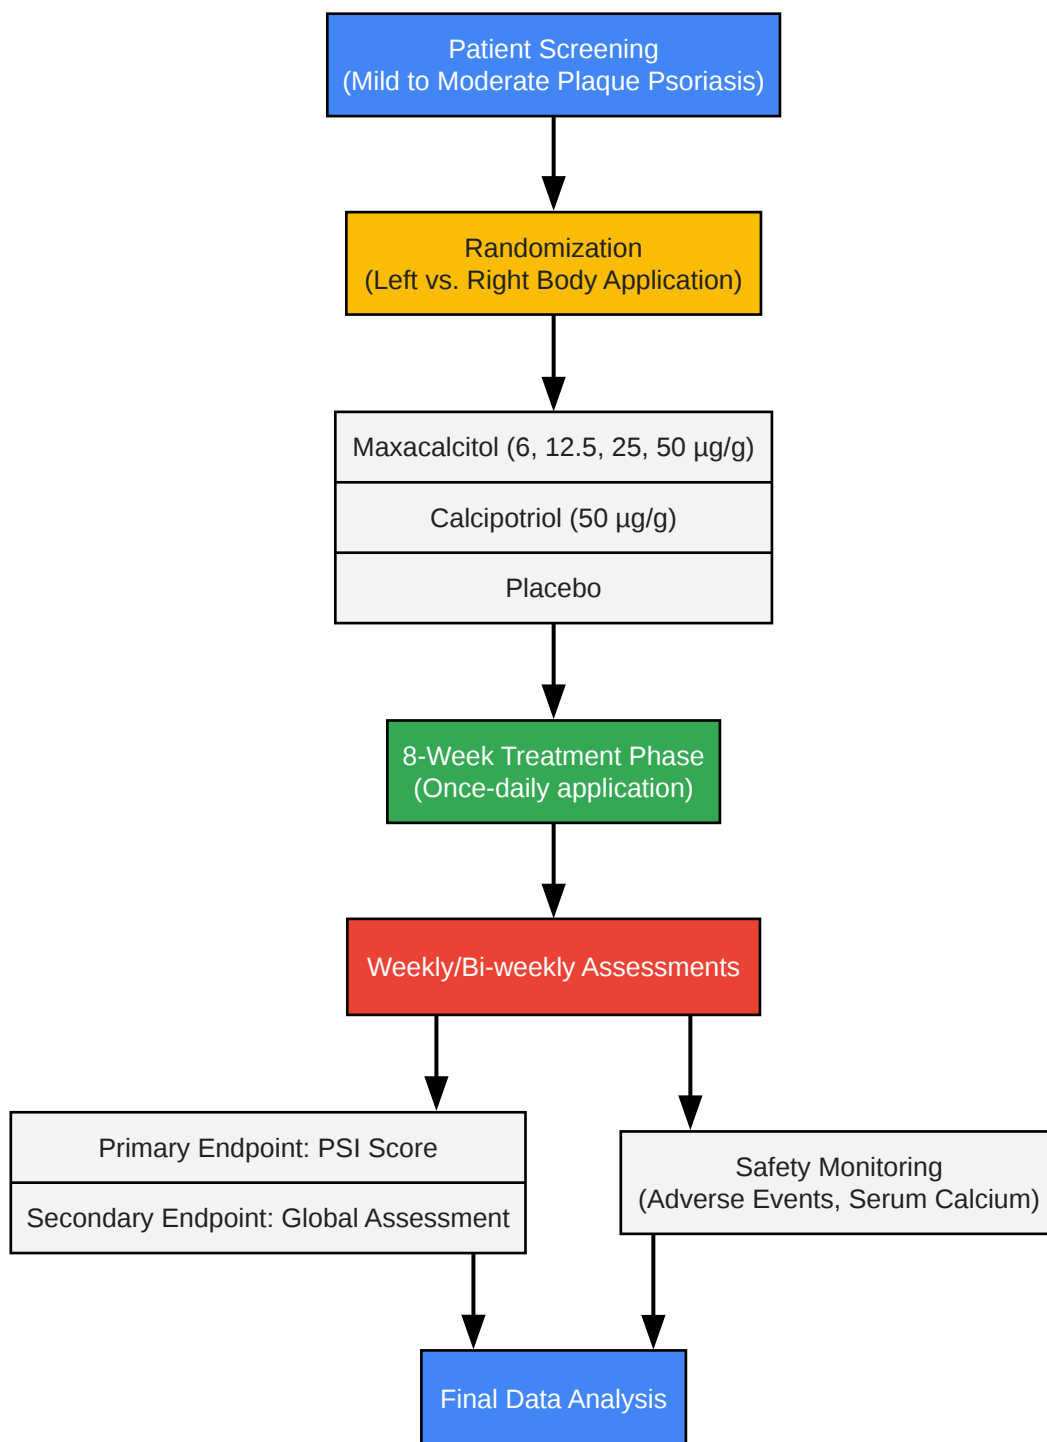 Patient Screening
(Mild to Moderate Plaque Psoriasis)
Randomization
(Left vs. Right Body Application)
Maxacalcitol (6, 12.5, 25, 50 µg/g)
Calcipotriol (50 µg/g)
Placebo
8-Week Treatment Phase
(Once-daily application)
Weekly/Bi-weekly Assessments
Primary Endpoint: PSI Score
Secondary Endpoint: Global Assessment
Safety Monitoring
(Adverse Events, Serum Calcium)
Final Data Analysis